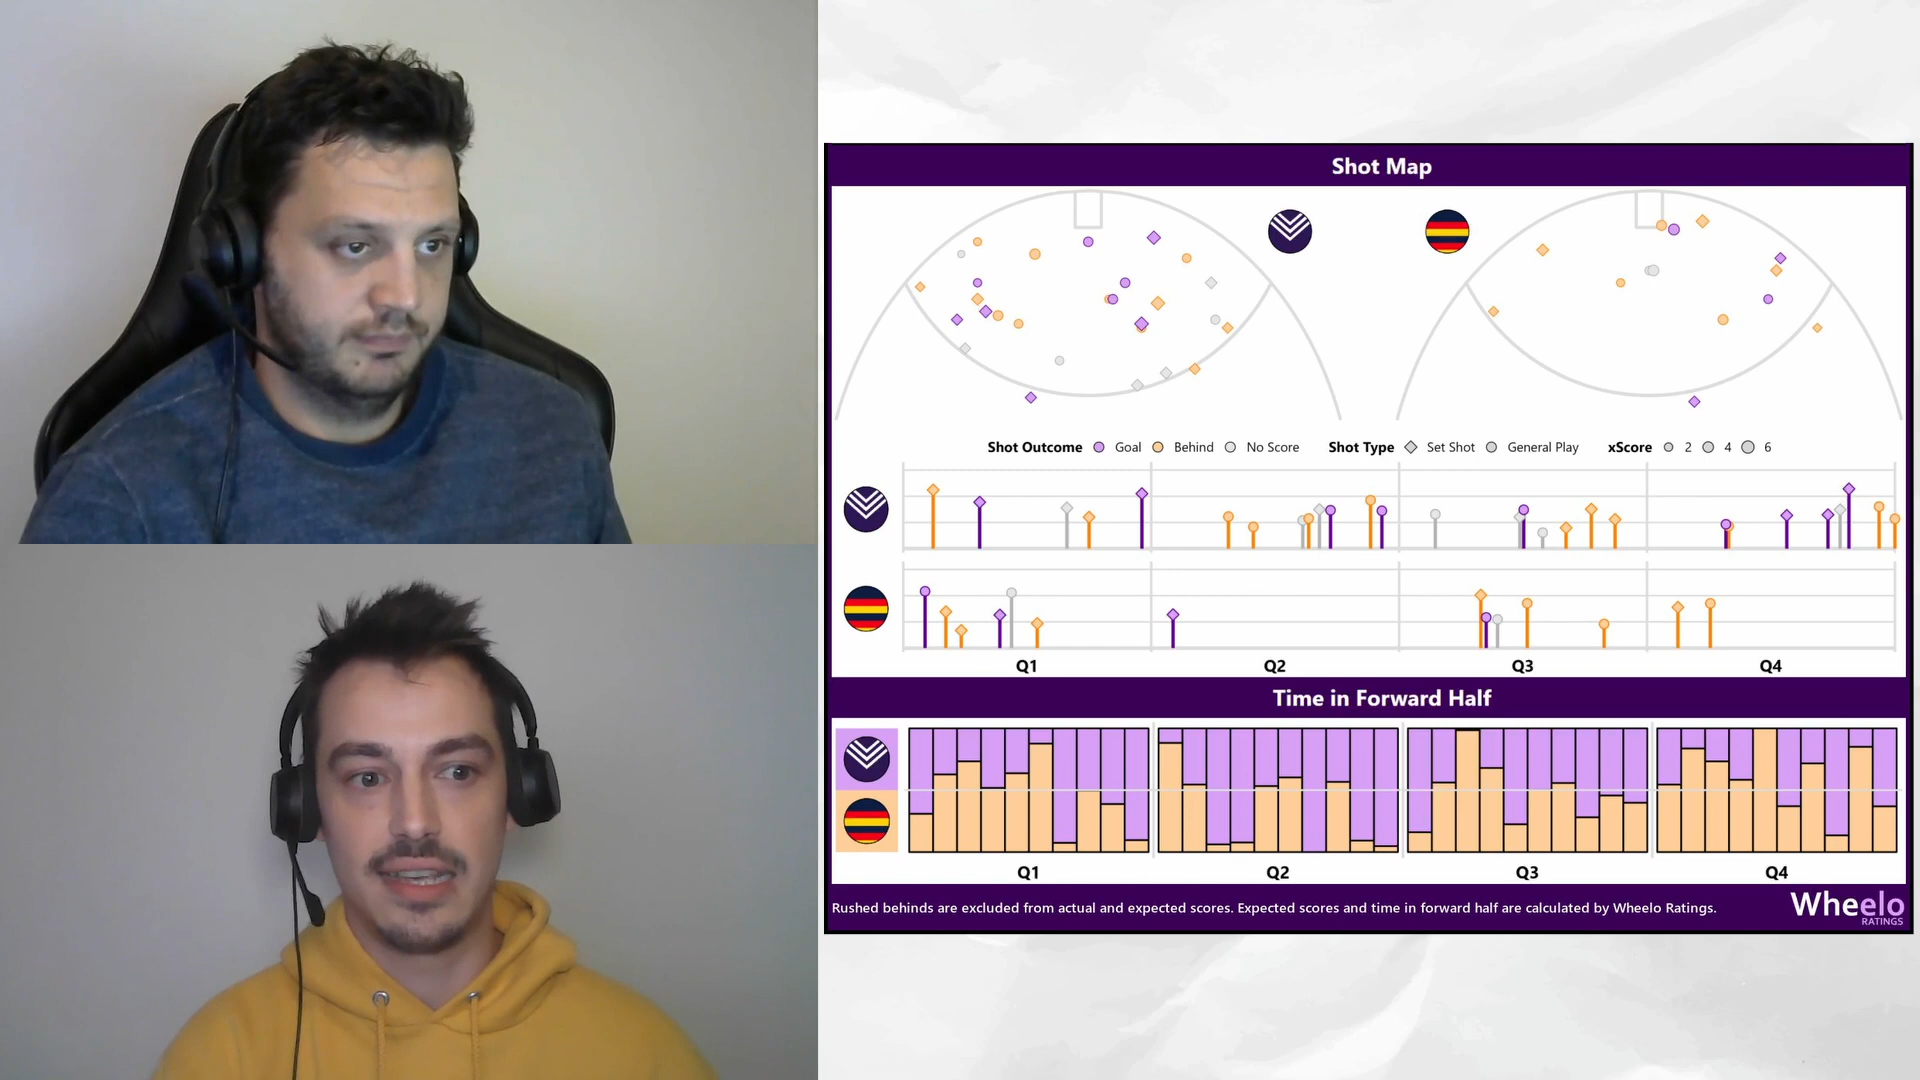 Shot Map
Shot Outcome Goal Behind No Score Shot Type Set Shot General Play xScore 2 4 6
Q1 Q2 Q3 Q4
Time in Forward Half
Q1 Q2 Q3 Q4
Rushed behinds are excluded from actual and expected scores. Expected scores and time in forward half are calculated by Wheelo Ratings.
Wheelo
RATINGS